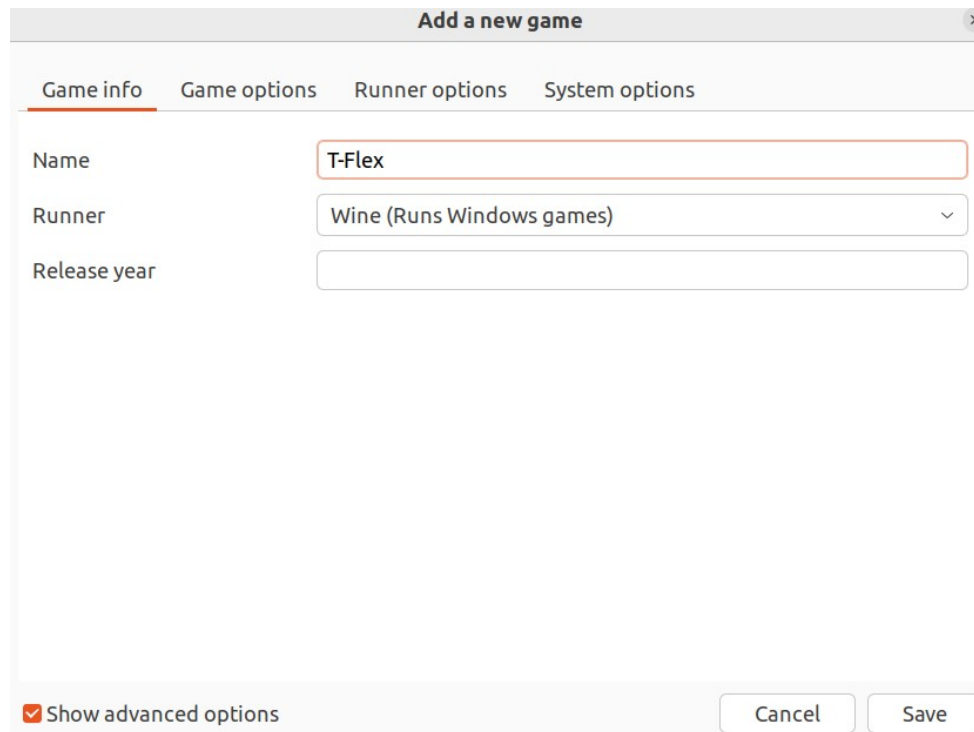 Add a new game
Game info Game options Runner options System options
Name T-Flex
Runner Wine (Runs Windows games)
Release year
Show advanced options Cancel Save